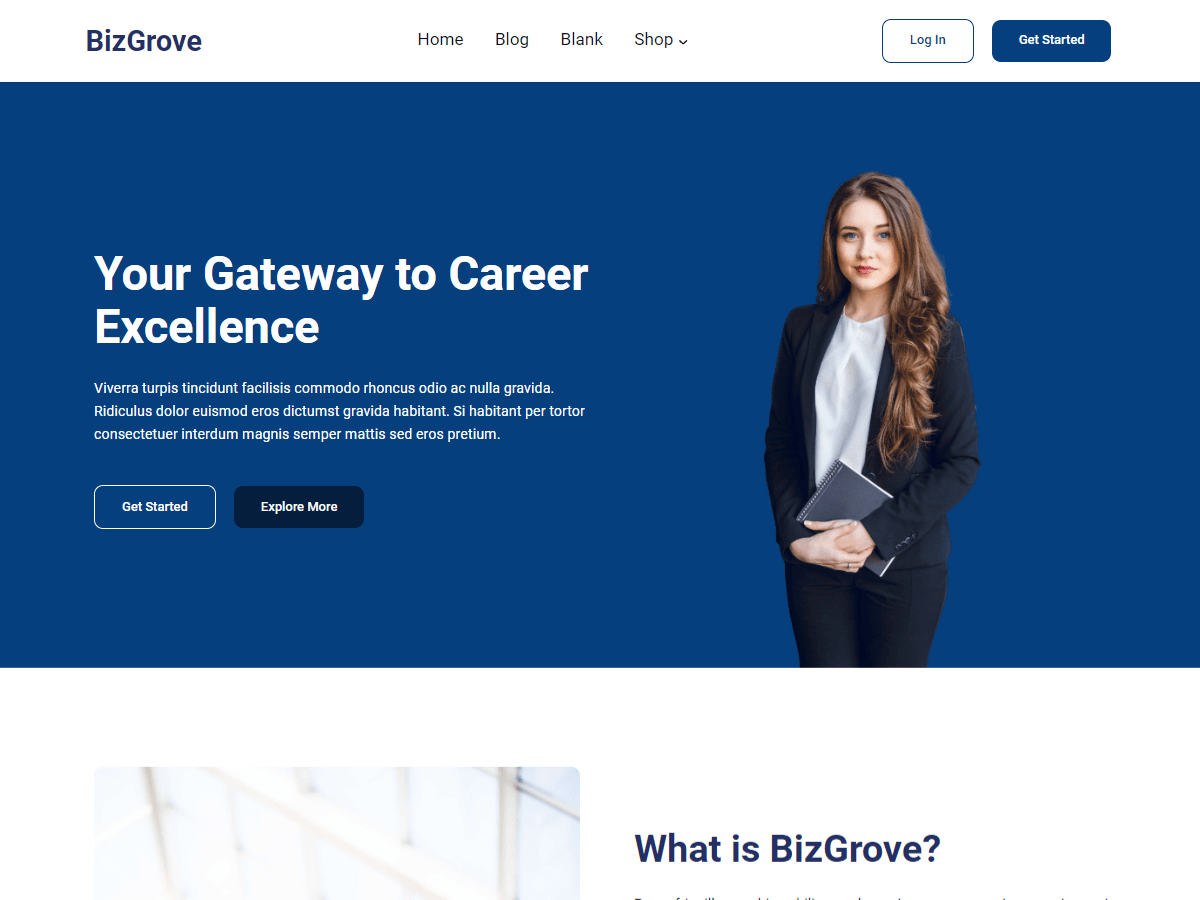 BizGrove
Home
Blog
Blank
Shop
Log In
Get Started
Your Gateway to Career
Excellence
Viverra turpis tincidunt facilisis commodo rhoncus odio ac nulla gravida.
Ridiculus dolor euismod eros dictumst gravida habitant. Si habitant per tortor
consectetuer interdum magnis semper mattis sed eros pretium.
Get Started
Explore More
What is BizGrove?